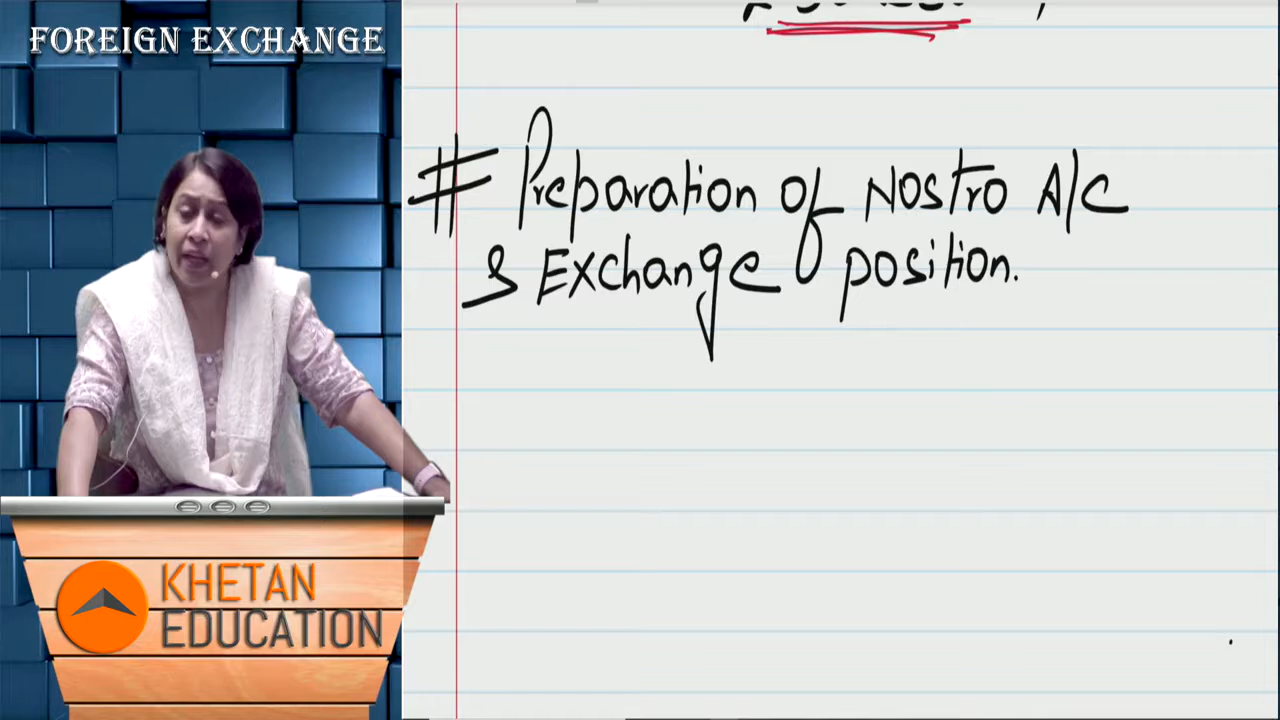 FOREIGN EXCHANGE
# Preparation of Nostro A/C
& Exchange position.
KHETAN
EDUCATION